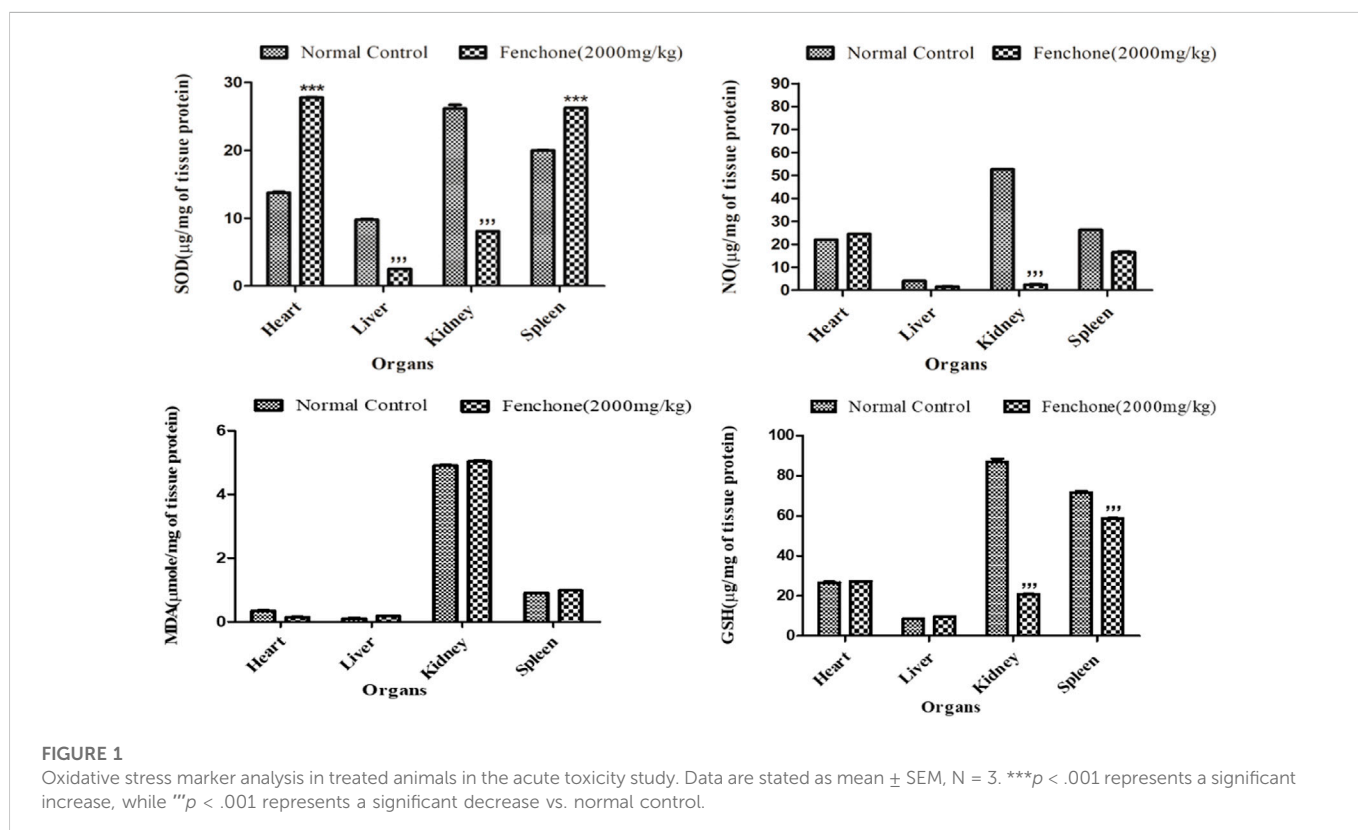 Normal Control Fenchone(2000mg/kg)
SOD(µg/mg of tissue protein)
30
20
10
0
***
,,,
,,,
***
Heart Liver Kidney Spleen
Organs
Normal Control Fenchone(2000mg/kg)
NO(µg/mg of tissue protein)
90
80
70
60
50
40
30
20
10
0
,,,
Heart Liver Kidney Spleen
Organs
Normal Control Fenchone(2000mg/kg)
MDA(µmole/mg of tissue protein)
6
4
2
0
Heart Liver Kidney Spleen
Organs
Normal Control Fenchone(2000mg/kg)
GSH(µg/mg of tissue protein)
100
80
60
40
20
0
,,,
,,,
Heart Liver Kidney Spleen
Organs
FIGURE 1
Oxidative stress marker analysis in treated animals in the acute toxicity study. Data are stated as mean ± SEM, N = 3. ***p < .001 represents a significant
increase, while ’’’p < .001 represents a significant decrease vs. normal control.